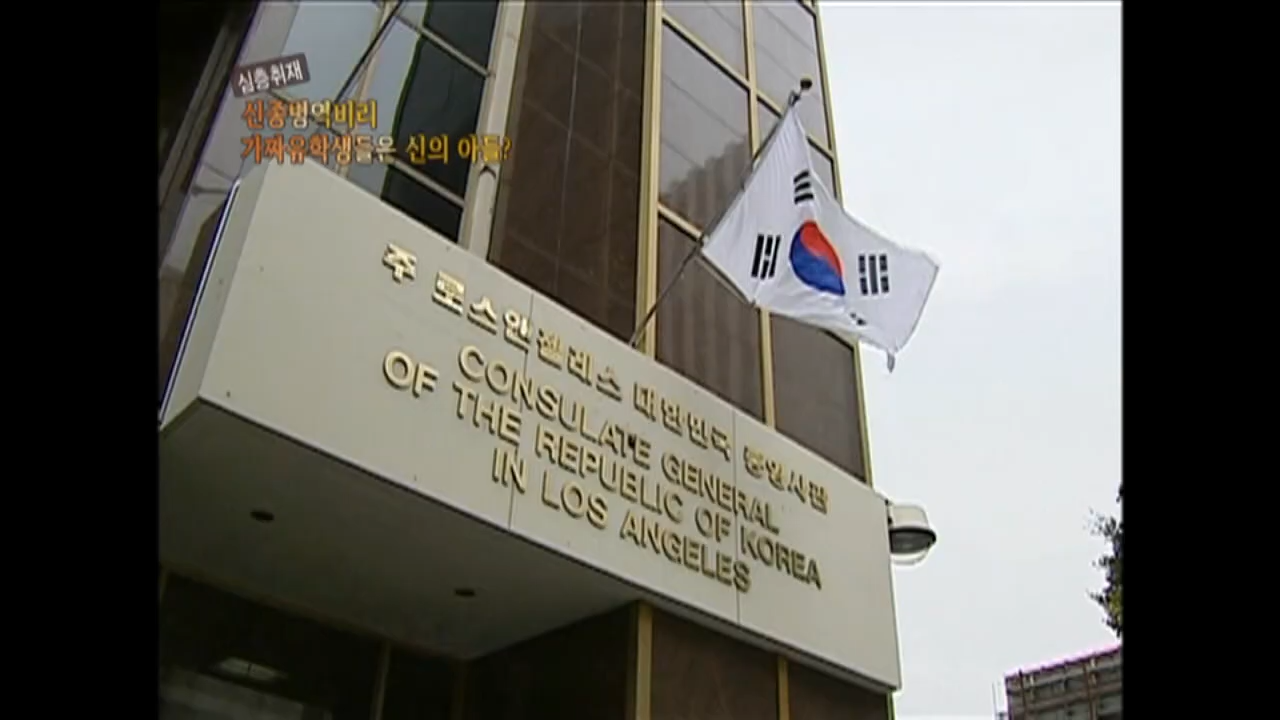 심층취재
신종병역비리
가짜유학생들은 신의 아들?
주 로스앤젤레스 대한민국 총영사관
CONSULATE GENERAL
OF THE REPUBLIC OF KOREA
IN LOS ANGELES